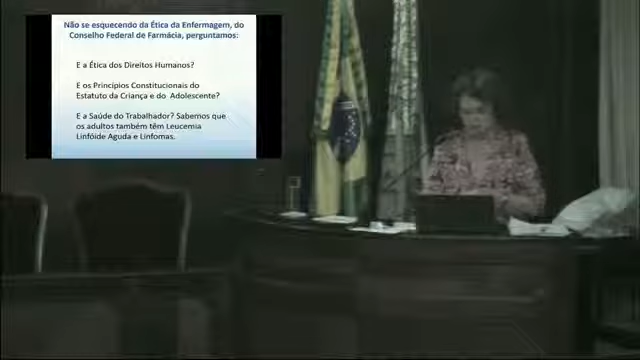 Não se esquecendo da Ética da Enfermagem, do
Conselho Federal de Farmácia, perguntamos:
E a Ética dos Direitos Humanos?
E os Princípios Constitucionais do
Estatuto da Criança e do Adolescente?
E a Saúde do Trabalhador? Sabemos que
os adultos também têm Leucemia
Linfóide Aguda e Linfomas.